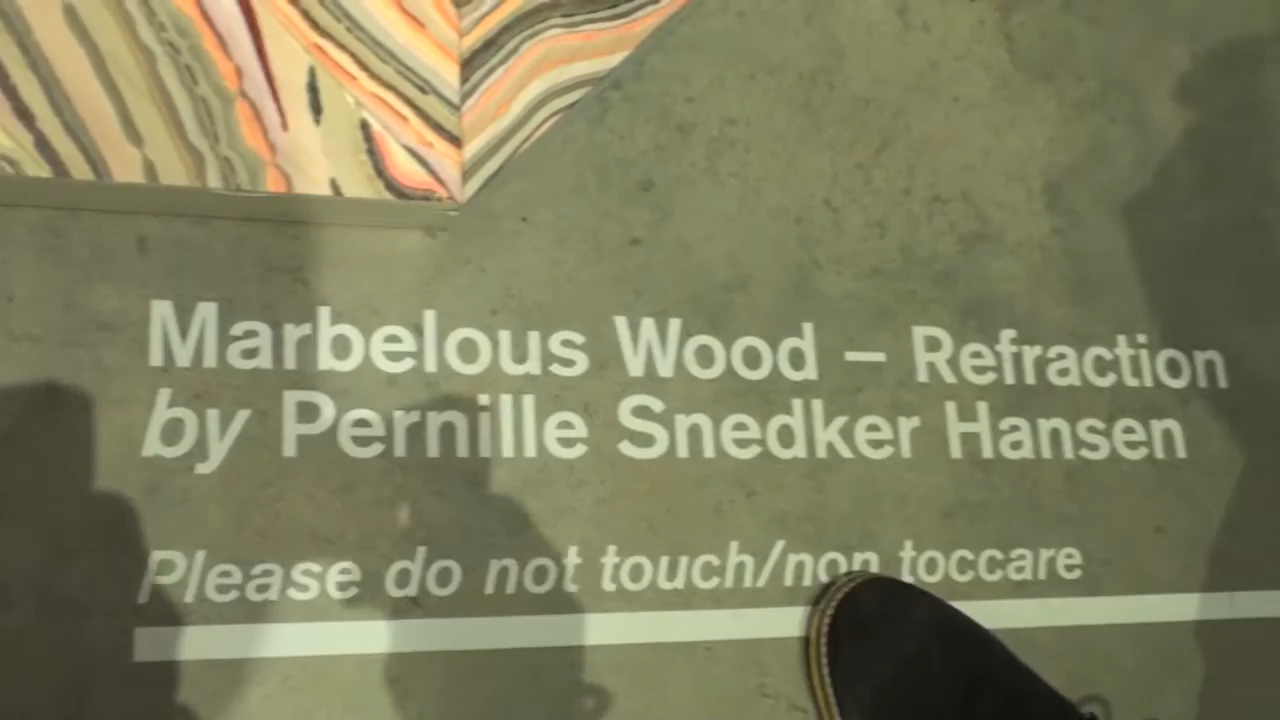 Marbelous Wood – Refraction
by Pernille Snedker Hansen
Please do not touch/non toccare